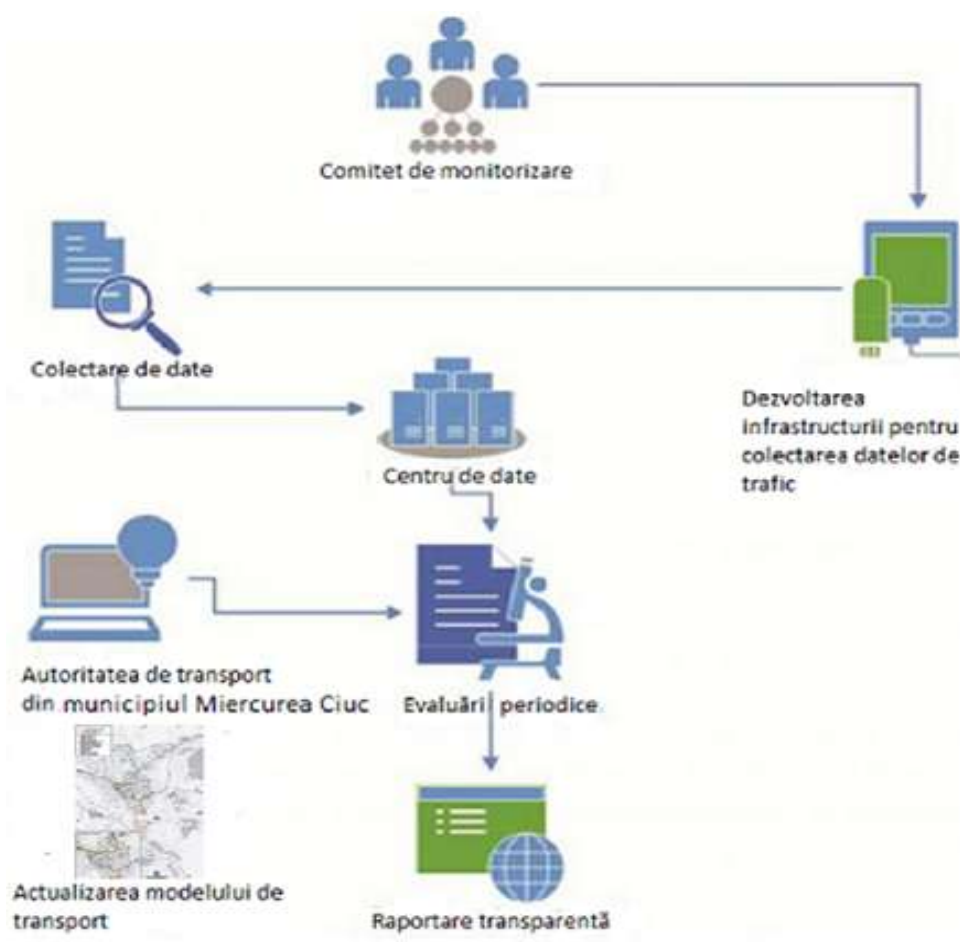 Comitet de monitorizare
Colectare de date
Dezvoltarea
infrastructurii pentru
colectarea datelor de
trafic
Centru de date
Autoritatea de transport
din municipiul Miercurea Ciuc
Evaluări periodice
Actualizarea modelului de
transport
Raportare transparentă